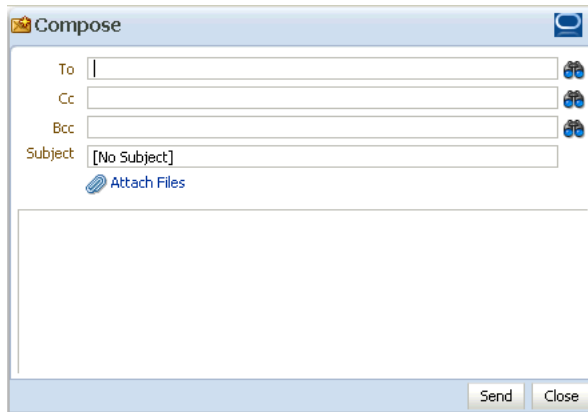 Compose
To
Cc
Bcc
Subject [No Subject]
Attach Files
Send Close